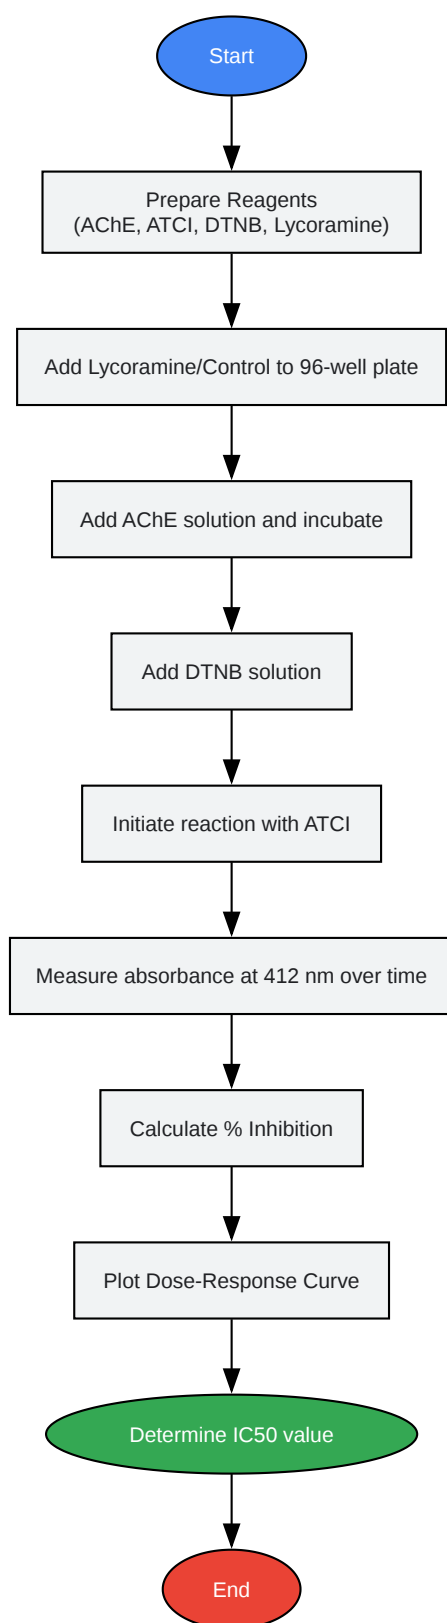 Start
Prepare Reagents
(AChE, ATCI, DTNB, Lycoramine)
Add Lycoramine/Control to 96-well plate
Add AChE solution and incubate
Add DTNB solution
Initiate reaction with ATCI
Measure absorbance at 412 nm over time
Calculate % Inhibition
Plot Dose-Response Curve
Determine IC50 value
End